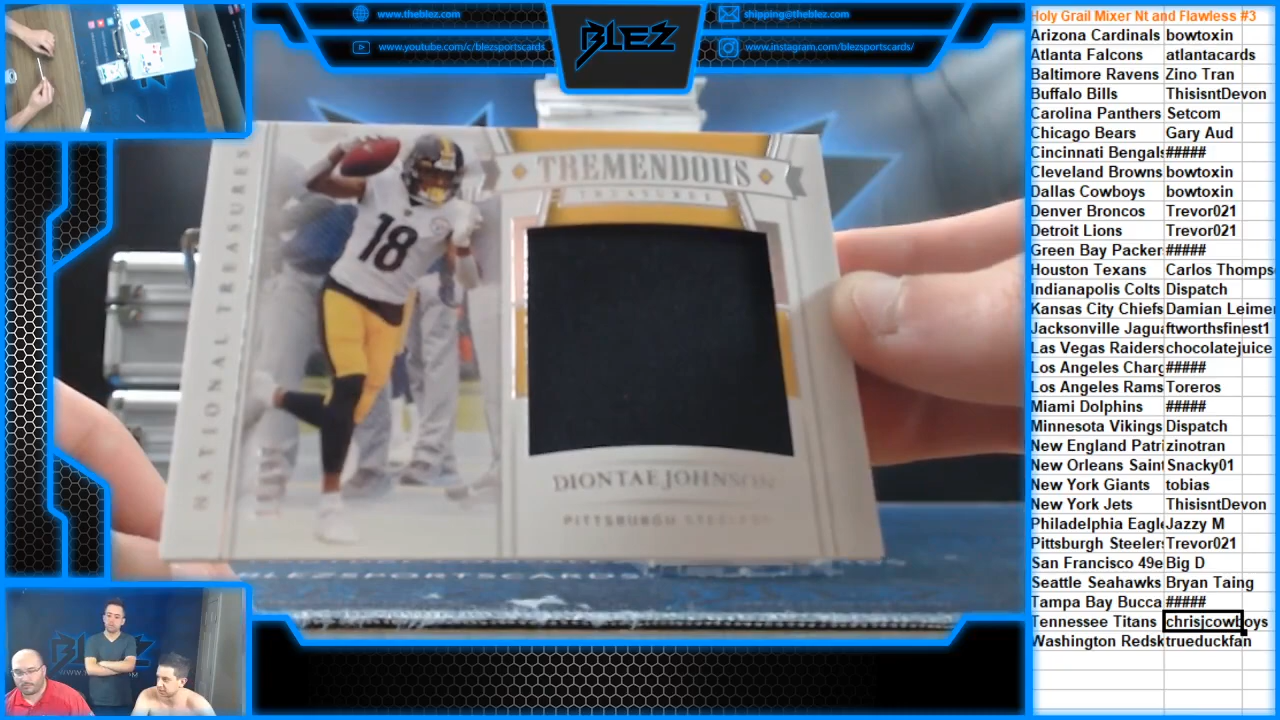 www.theblez.com
shipping@theblez.com
www.youtube.com/c/blezsportscards
www.instagram.com/blezsportscards/
BLEZ
NATIONAL TREASURES
TREMENDOUS
TREASURES
18
DIONTAE JOHNSON
PITTSBURGH STEELERS
Holy Grail Mixer Nt and Flawless #3
Arizona Cardinals bowtoxin
Atlanta Falcons atlantacards
Baltimore Ravens Zino Tran
Buffalo Bills ThisisntDevon
Carolina Panthers Setcom
Chicago Bears Gary Aud
Cincinnati Bengals #####
Cleveland Browns bowtoxin
Dallas Cowboys bowtoxin
Denver Broncos Trevor021
Detroit Lions Trevor021
Green Bay Packer #####
Houston Texans Carlos Thomps
Indianapolis Colts Dispatch
Kansas City Chiefs Damian Leime
Jacksonville Jagua ftworthsfinest1
Las Vegas Raiders chocolatejuice
Los Angeles Charg #####
Los Angeles Rams Toreros
Miami Dolphins #####
Minnesota Vikings Dispatch
New England Patri zinotran
New Orleans Saint Snacky01
New York Giants tobias
New York Jets ThisisntDevon
Philadelphia Eagle Jazzy M
Pittsburgh Steelers Trevor021
San Francisco 49e Big D
Seattle Seahawks Bryan Taing
Tampa Bay Bucca #####
Tennessee Titans chrisjcowboys
Washington Redsk trueduckfan